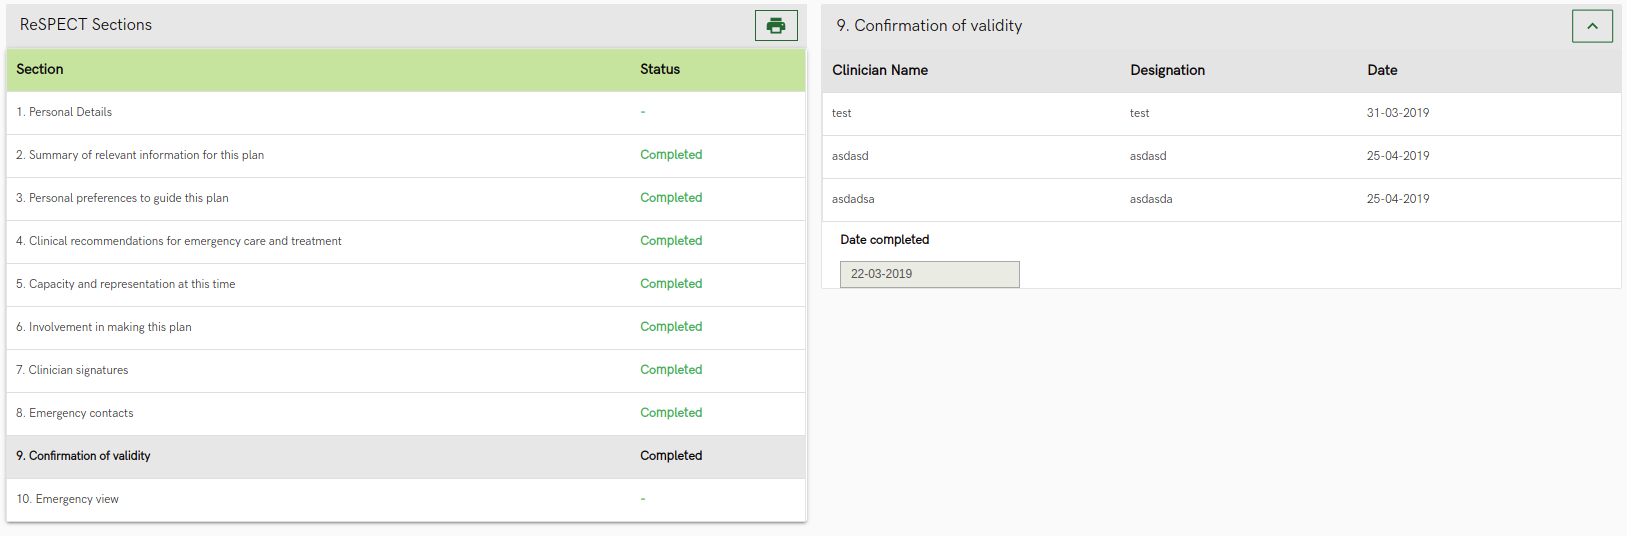 ReSPECT Sections
Section Status
1. Personal Details -
2. Summary of relevant information for this plan Completed
3. Personal preferences to guide this plan Completed
4. Clinical recommendations for emergency care and treatment Completed
5. Capacity and representation at this time Completed
6. Involvement in making this plan Completed
7. Clinician signatures Completed
8. Emergency contacts Completed
9. Confirmation of validity Completed
10. Emergency view -
9. Confirmation of validity
Clinician Name Designation Date
test test 31-03-2019
asdasd asdasd 25-04-2019
asdadsa asdasda 25-04-2019
Date completed
22-03-2019